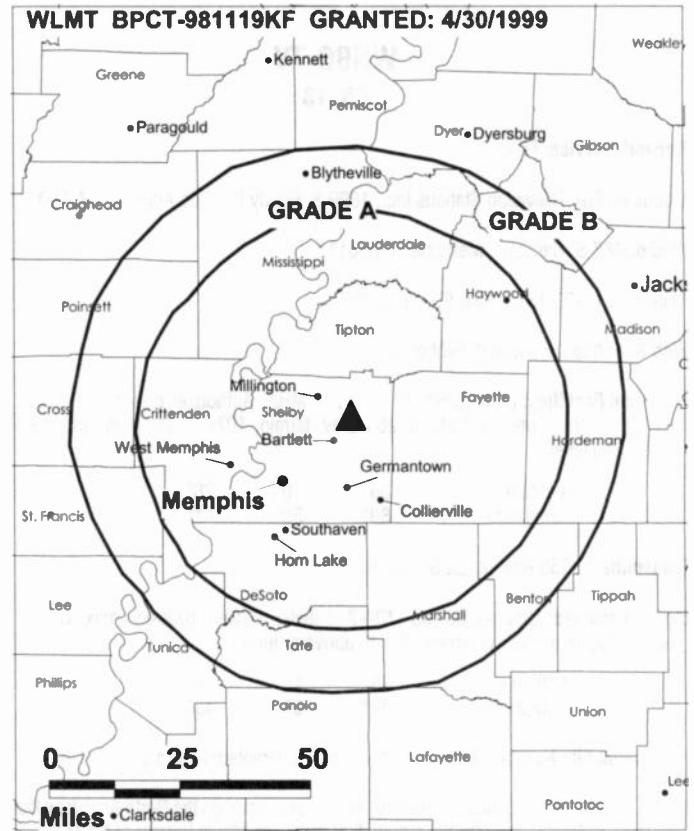 WLMT BPCT-981119KF GRANTED: 4/30/1999
Weakley
Kennett
Greene
Pemiscot
Paragould
Dyer Dyersburg
Gibson
Blytheville
Craighead
GRADE A
GRADE B
Lauderdale
Mississippi
Jacks
Haywood
Poinsett
Madison
Tipton
Millington
Fayette
Cross
Crittenden
Shelby
Bartlett
Hardeman
West Memphis
Germantown
Memphis
Collierville
St. Francis
Southaven
Horn Lake
DeSoto
Benton
Tippah
Lee
Marshall
Tunica
Tate
Phillips
Panola
Union
0 25 50
Lafayette
Lee
Pontotoc
Miles
Clarksdale